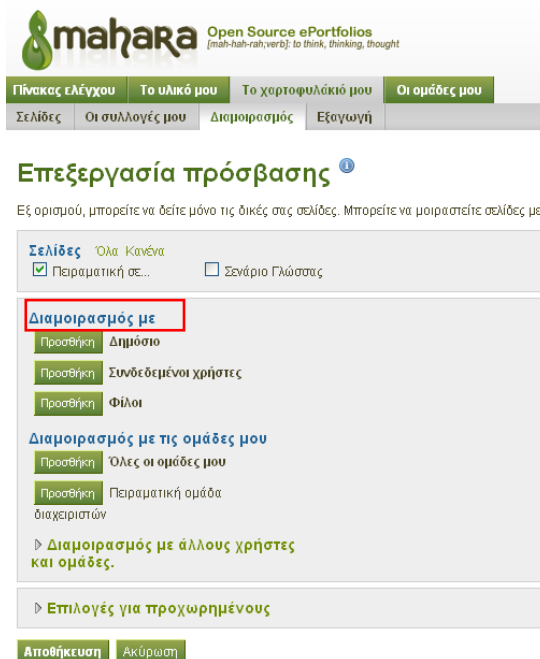 mahara Open Source ePortfolios
[mah-hah-rah;verb]: to think, thinking, thought
Πίνακας ελέγχου Το υλικό μου Το χαρτοφυλάκιό μου Οι ομάδες μου
Σελίδες Οι συλλογές μου Διαμοιρασμός Εξαγωγή
Επεξεργασία πρόσβασης
Εξ ορισμού, μπορείτε να δείτε μόνο τις δικές σας σελίδες. Μπορείτε να μοιραστείτε σελίδες με
Σελίδες Όλα Κανένα
Πειραματική σε... Σενάριο Γλώσσας
Διαμοιρασμός με
Προσθήκη Δημόσιο
Προσθήκη Συνδεδεμένοι χρήστες
Προσθήκη Φίλοι
Διαμοιρασμός με τις ομάδες μου
Προσθήκη Όλες οι ομάδες μου
Προσθήκη Πειραματική ομάδα
διαχειριστών
Διαμοιρασμός με άλλους χρήστες
και ομάδες.
Επιλογές για προχωρημένους
Αποθήκευση Ακύρωση